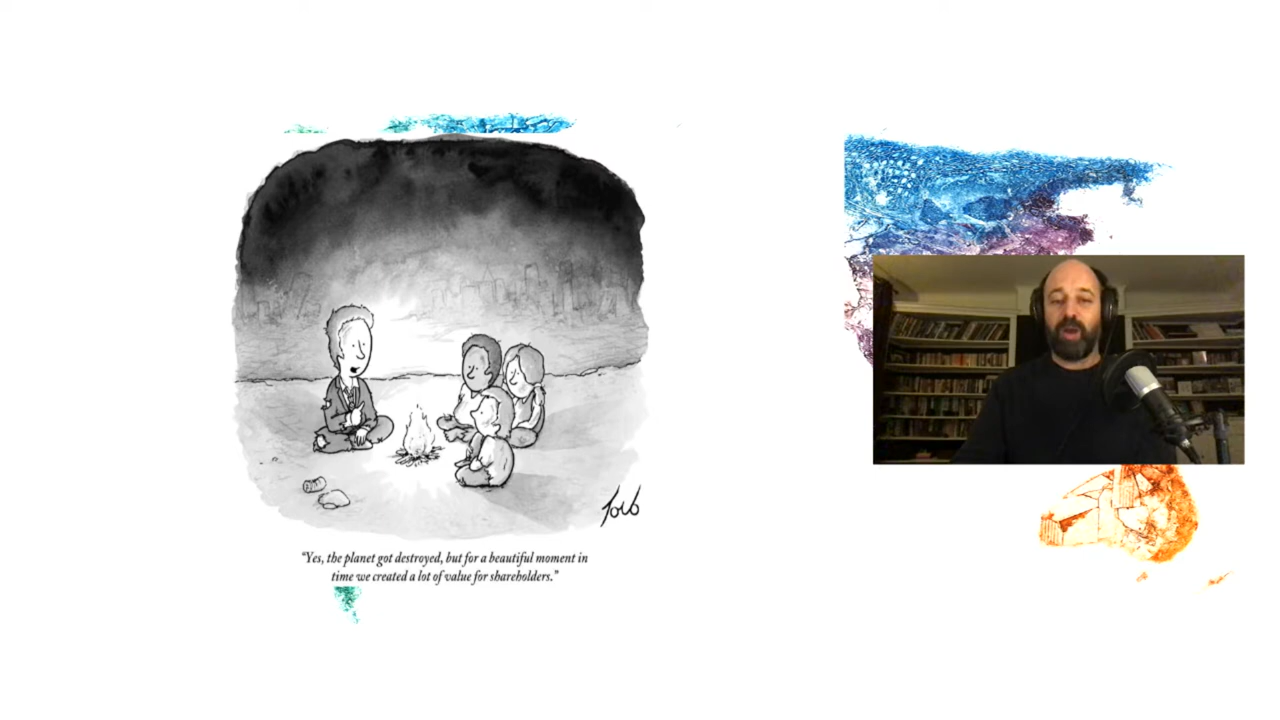 Toro
“Yes, the planet got destroyed, but for a beautiful moment in
time we created a lot of value for shareholders.”